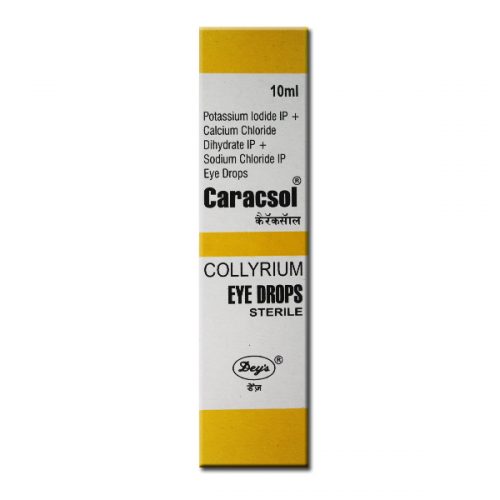 10ml
Potassium Iodide IP +
Calcium Chloride
Dihydrate IP +
Sodium Chloride IP
Eye Drops
Caracsol®
कैरॅकसॅाल
COLLYRIUM
EYE DROPS
STERILE
Dey's®
डेज़